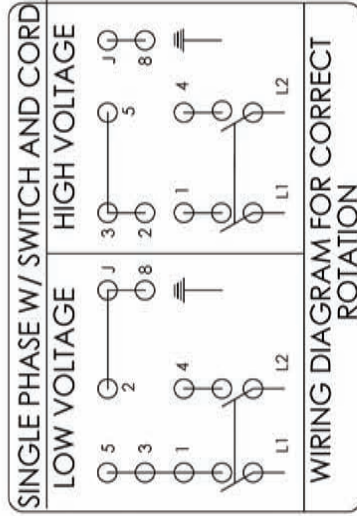 SINGLE PHASE W/ SWITCH AND CORD
LOW VOLTAGE
HIGH VOLTAGE
5
3
1
2
J
8
4
L1
L2
3
2
5
J
8
1
4
L1
L2
WIRING DIAGRAM FOR CORRECT
ROTATION